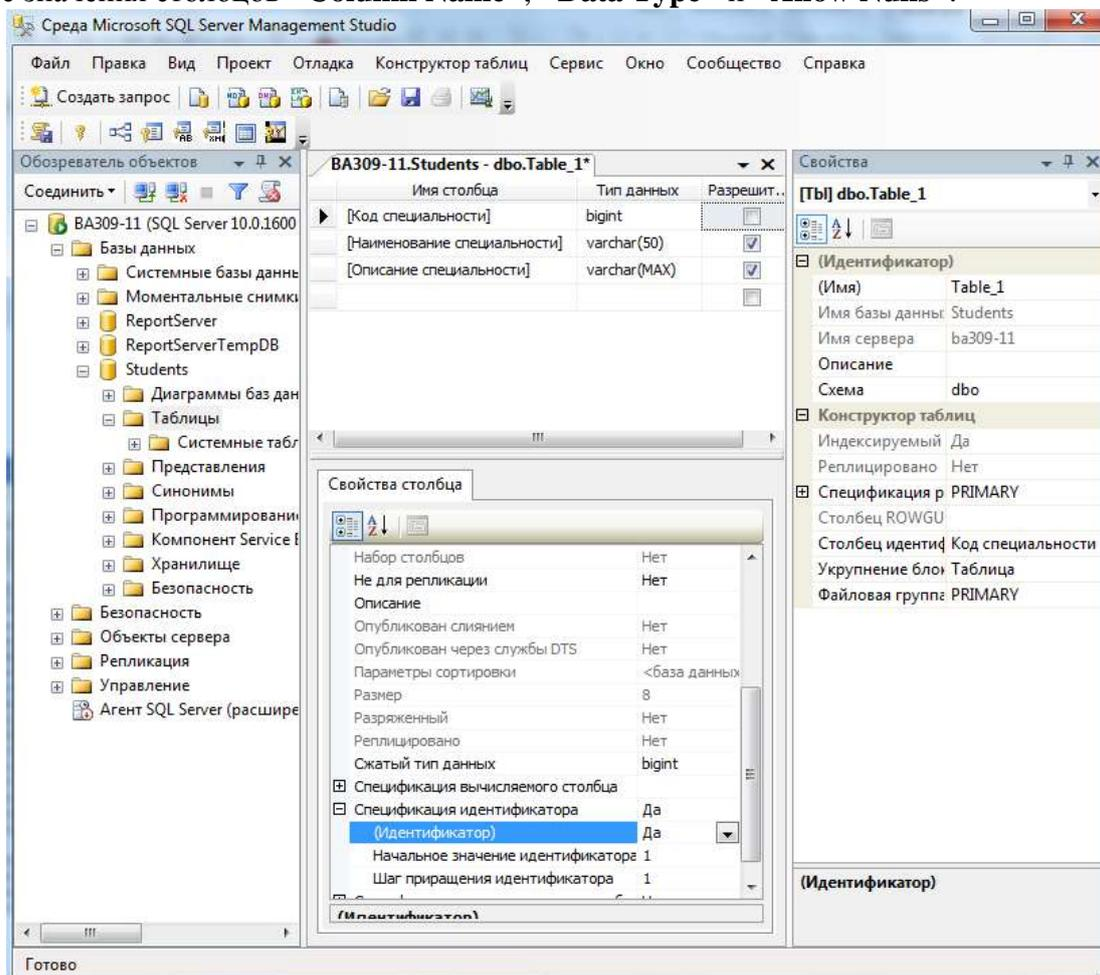 Среда Microsoft SQL Server Management Studio
Файл Правка Вид Проект Отладка Конструктор таблиц Сервис Окно Сообщество Справка
Создать запрос
Обозреватель объектов
Соединить
BA309-11 (SQL Server 10.0.1600
Базы данных
Системные базы даннь
Моментальные снимки
ReportServer
ReportServerTempDB
Students
Диаграммы баз дан
Таблицы
Системные табл
Представления
Синонимы
Программировани
Компонент Service B
Хранилище
Безопасность
Безопасность
Объекты сервера
Репликация
Управление
Агент SQL Server (расшире
BA309-11.Students - dbo.Table_1*
Имя столбца Тип данных Разрешит..
[Код специальности] bigint
[Наименование специальности] varchar(50)
[Описание специальности] varchar(MAX)
Свойства столбца
Набор столбцов Нет
Не для репликации Нет
Описание
Опубликован слиянием Нет
Опубликован через службы DTS Нет
Параметры сортировки <база данных
Размер 8
Разряженный Нет
Реплицировано Нет
Сжатый тип данных bigint
Спецификация вычисляемого столбца
Спецификация идентификатора Да
(Идентификатор) Да
Начальное значение идентификатора 1
Шаг приращения идентификатора 1
(Идентификатор)
Свойства
[Tbl] dbo.Table_1
(Идентификатор)
(Имя) Table_1
Имя базы данны Students
Имя сервера ba309-11
Описание
Схема dbo
Конструктор таблиц
Индексируемый Да
Реплицировано Нет
Спецификация р PRIMARY
Столбец ROWGU
Столбец идентиф Код специальности
Укрупнение блок Таблица
Файловая группа PRIMARY
(Идентификатор)
Готово